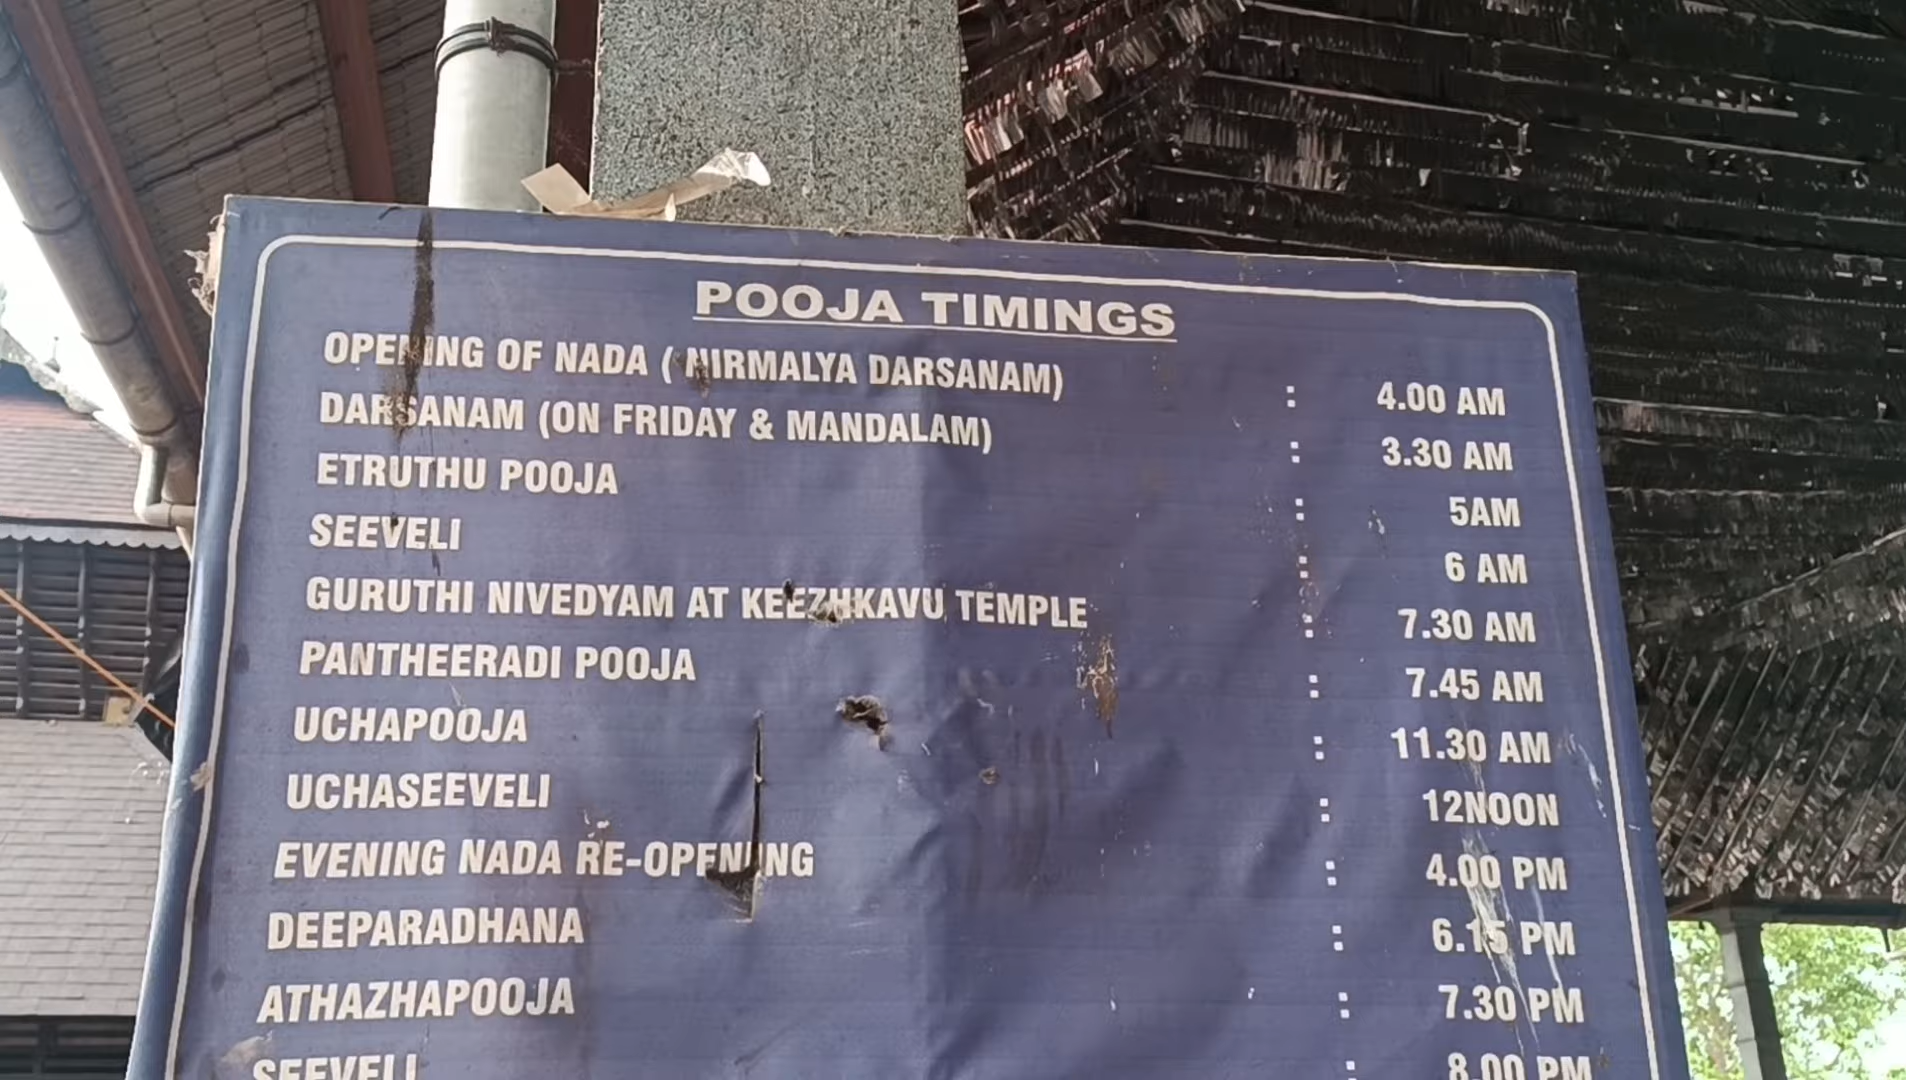 POOJA TIMINGS
OPENING OF NADA ( NIRMALYA DARSANAM) : 4.00 AM
DARSANAM (ON FRIDAY & MANDALAM) : 3.30 AM
ETRUTHU POOJA : 5AM
SEEVELI : 6 AM
GURUTHI NIVEDYAM AT KEEZHKAVU TEMPLE : 7.30 AM
PANTHEERADI POOJA : 7.45 AM
UCHAPOOJA : 11.30 AM
UCHASEEVELI : 12NOON
EVENING NADA RE-OPENING : 4.00 PM
DEEPARADHANA : 6.15 PM
ATHAZHAPOOJA : 7.30 PM
SEEVELI : 8.00 PM